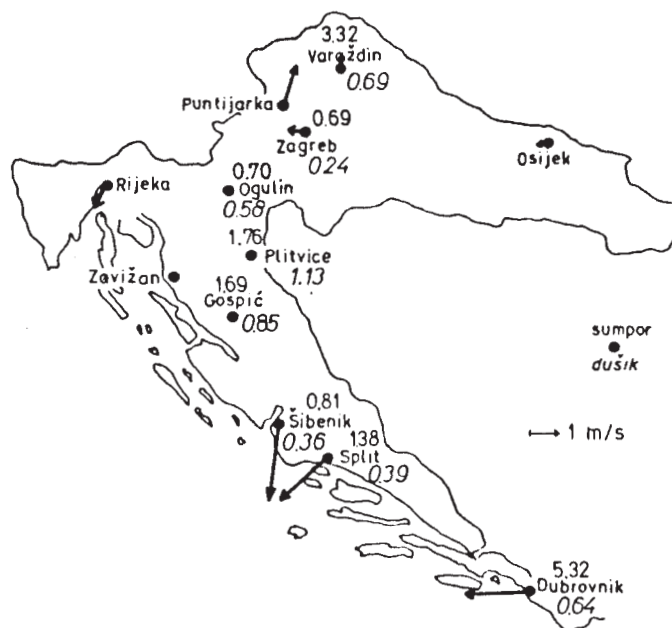 3.32
Varaždin
0.69
Puntijarka
0.69
Zagreb
0.24
Osijek
Rijeka
0.70
Ogulin
0.58
1.76
Plitvice
1.13
Zavižan
1.69
Gospić
0.85
sumpor
dušik
0.81
Šibenik
0.36
1.38
Split
0.39
1 m/s
5.32
Dubrovnik
0.64